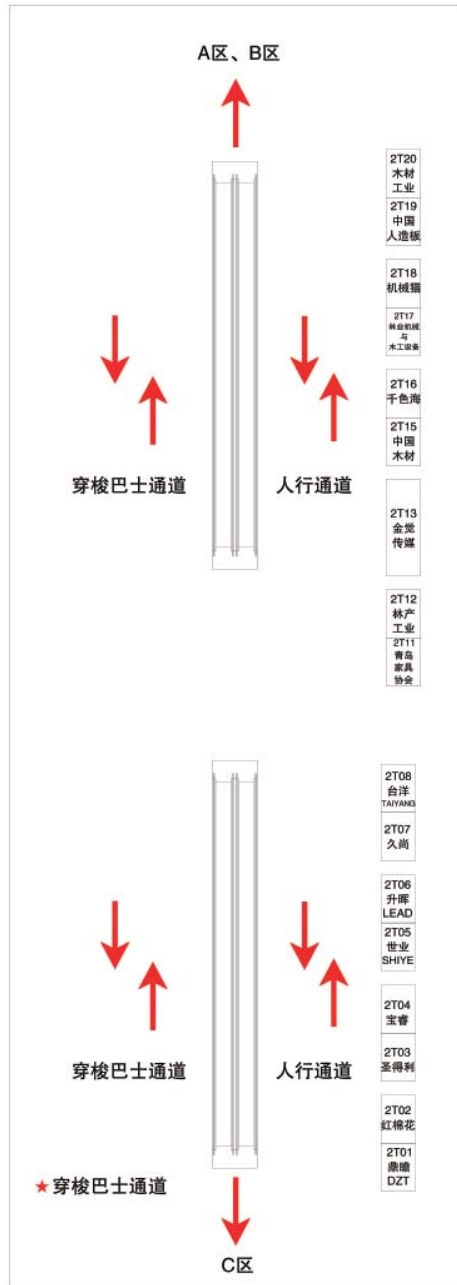 A区、B区
2T20
木材
工业
2T19
中国
人造板
2T18
机械猫
2T17
林业机械
与
木工设备
2T16
千色海
2T15
中国
木材
穿梭巴士通道
人行通道
2T13
金觉
传媒
2T12
林产
工业
2T11
青岛
家具
协会
2T08
台洋
TAIYANG
2T07
久尚
2T06
升晖
LEAD
2T05
世业
SHIYE
2T04
宝睿
穿梭巴士通道
人行通道
2T03
圣得利
2T02
红棉花
2T01
鼎瞻
DZT
★穿梭巴士通道
C区